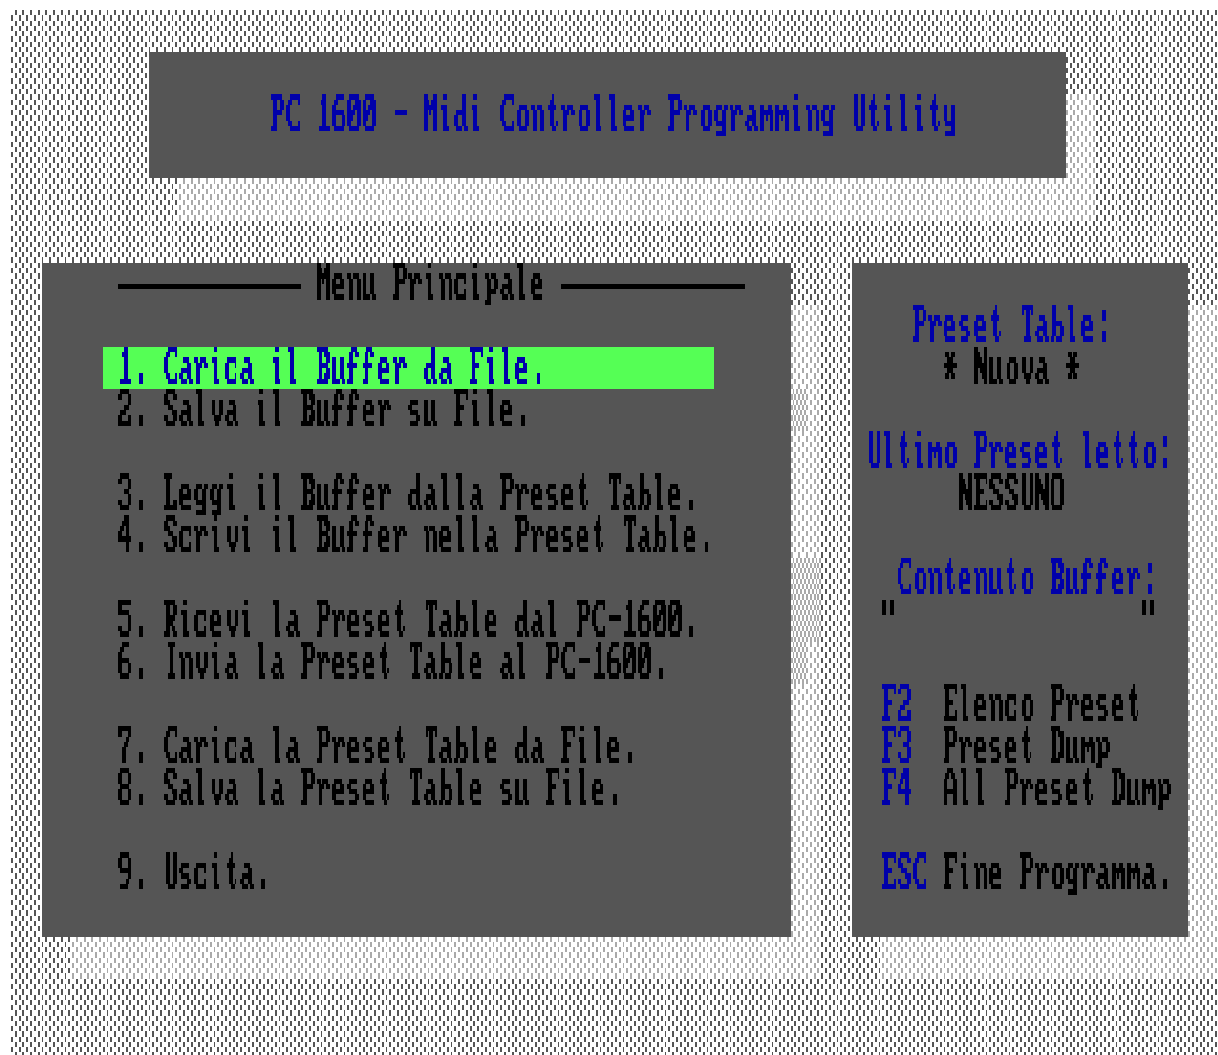 PC 1600 - Midi Controller Programming Utility
Menu Principale
1. Carica il Buffer da File.
2. Salva il Buffer su File.
3. Leggi il Buffer dalla Preset Table.
4. Scrivi il Buffer nella Preset Table.
5. Ricevi la Preset Table dal PC-1600.
6. Invia la Preset Table al PC-1600.
7. Carica la Preset Table da File.
8. Salva la Preset Table su File.
9. Uscita.
Preset Table:
* Nuova *
Ultimo Preset letto:
NESSUNO
Contenuto Buffer:
" "
F2 Elenco Preset
F3 Preset Dump
F4 All Preset Dump
ESC Fine Programma.